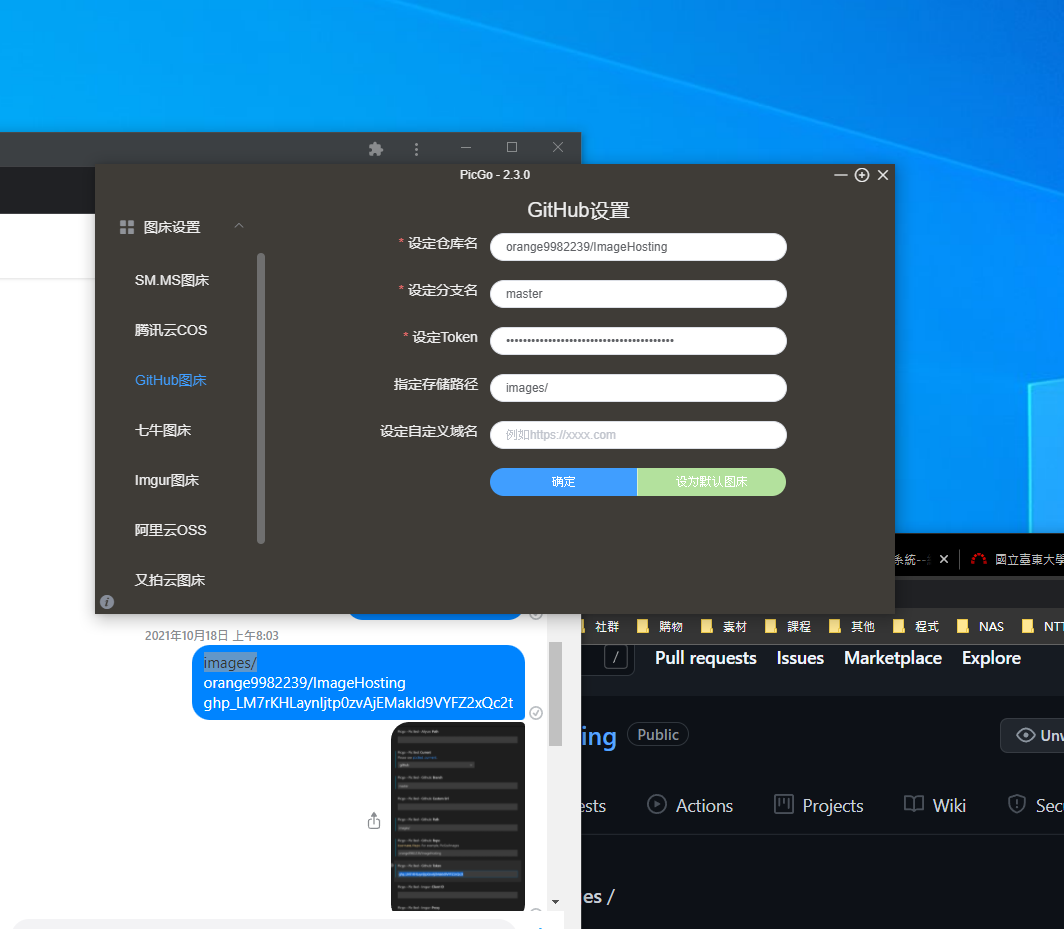 PicGo - 2.3.0
图床设置
SM.MS图床
腾讯云COS
GitHub图床
七牛图床
Imgur图床
阿里云OSS
又拍云图床
GitHub设置
* 设定仓库名
orange9982239/ImageHosting
* 设定分支名
master
* 设定Token
指定存储路径
images/
设定自定义域名
例如https://xxxx.com
确定 设为默认图床
2021年10月18日 上午8:03
images/
orange9982239/ImageHosting
系統-- 國立臺東大學
社群 購物 素材 課程 其他 程式 NAS NTT
/ Pull requests Issues Marketplace Explore
ing Public Unw
ests Actions Projects Wiki Sec
es /